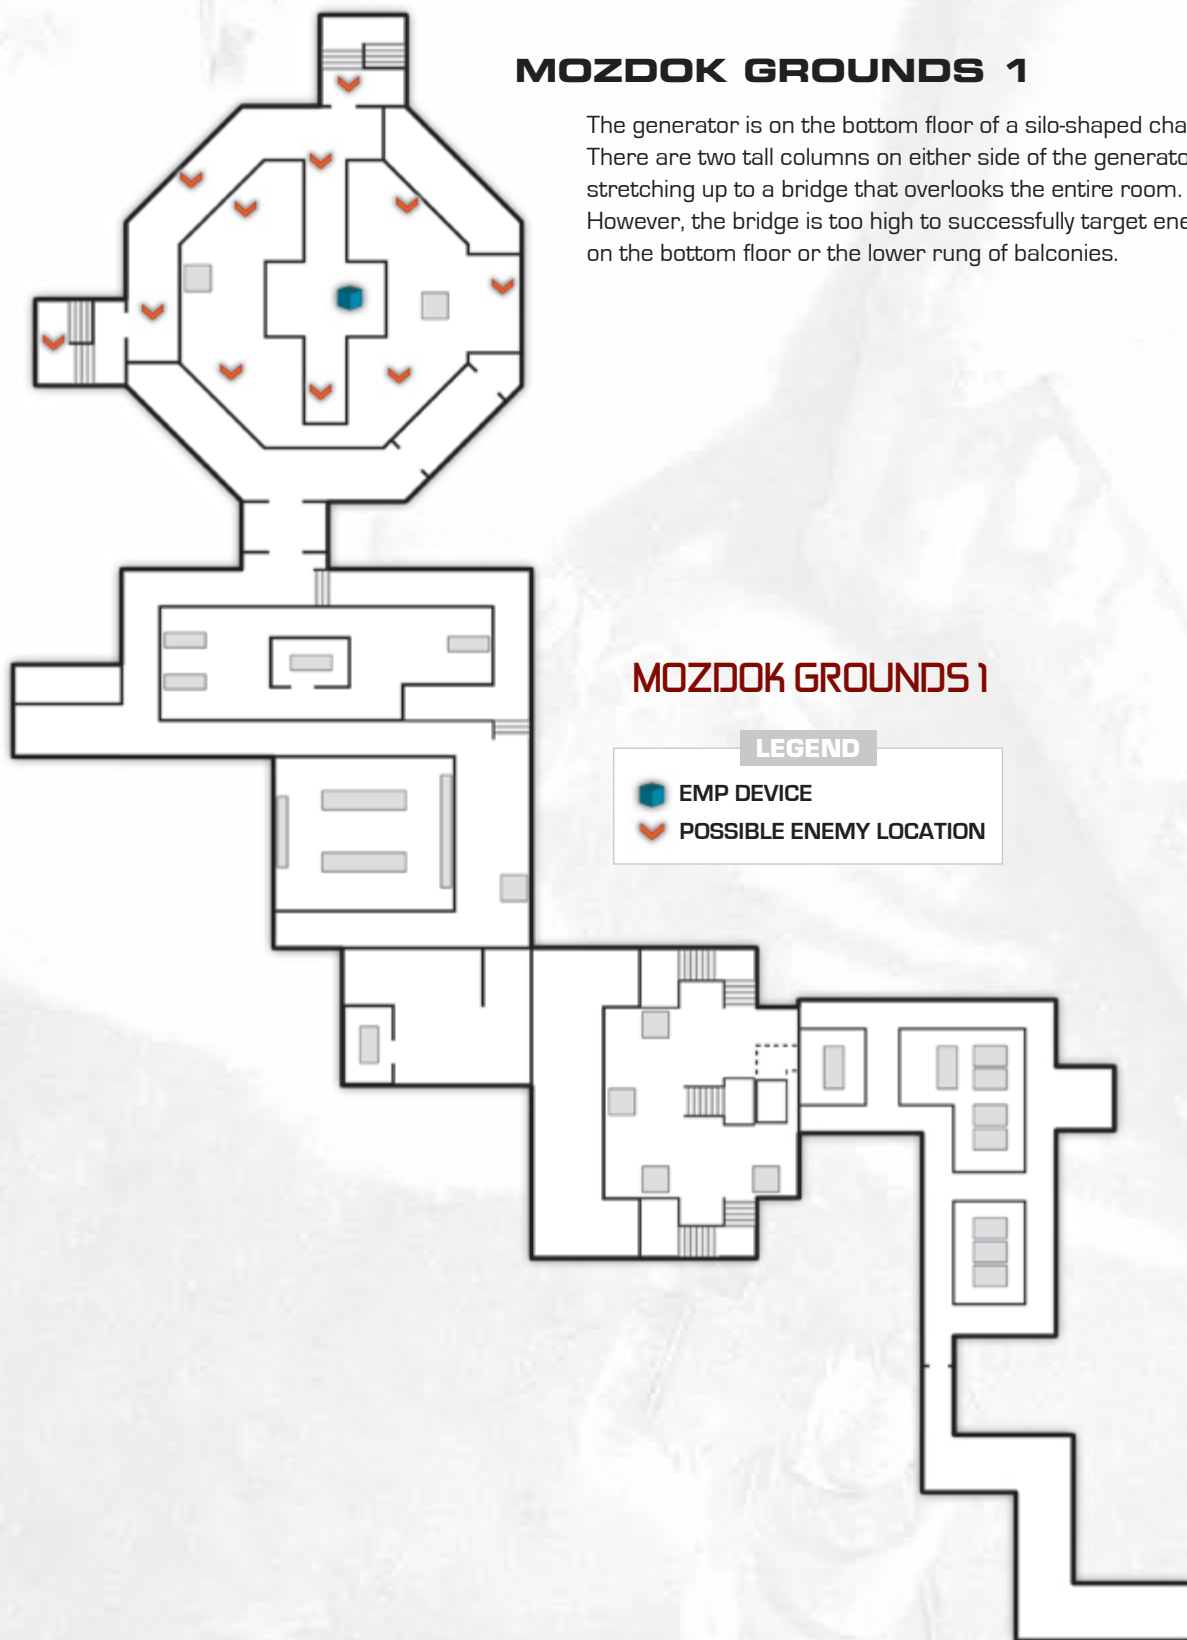 MOZDOK GROUNDS 1
The generator is on the bottom floor of a silo-shaped
There are two tall columns on either side of the
stretching up to a bridge that overlooks the entire room.
However, the bridge is too high to successfully target
on the bottom floor or the lower rung of balconies.
MOZDOK GROUNDS 1
LEGEND
EMP DEVICE
POSSIBLE ENEMY LOCATION